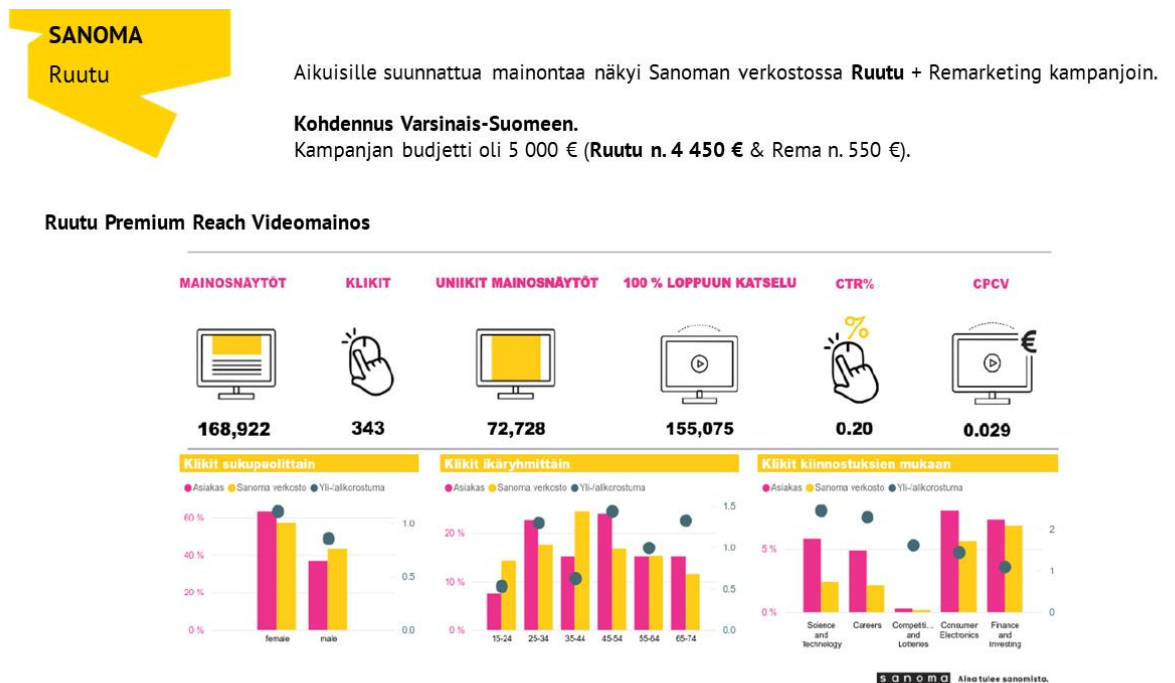 SANOMA
Ruutu
Aikuisille suunnattua mainontaa näkyi Sanoman verkostossa Ruutu + Remarketing kampanjoin.
Kohdennus Varsinais-Suomeen.
Kampanjan budjetti oli 5 000 € (Ruutu n. 4 450 € & Rema n. 550 €).
Ruutu Premium Reach Videomainos
MAINOSNÄYTÖT KLIKIT UNIIKIT MAINOSNÄYTÖT 100 % LOPPUUN KATSELU CTR% CPCV
% €
168,922 343 72,728 155,075 0.20 0.029
Klikit sukupuolittain
Asiakas Sanoma verkosto Yli-/alikorostuma
60 %
40 %
20 %
0 %
1.0
0.5
0.0
female male
Klikit ikäryhmittäin
Asiakas Sanoma verkosto Yli-/alikorostuma
20 %
10 %
0 %
1.5
1.0
0.5
0.0
15-24 25-34 35-44 45-54 55-64 65-74
Klikit kiinnostuksien mukaan
Asiakas Sanoma verkosto Yli-/alikorostuma
5 %
0 %
2
1
0
Science Careers Competiti... Consumer Finance
and and Electronics and
Technology Lotteries Investing
sanoma Aina tulee sanomista.